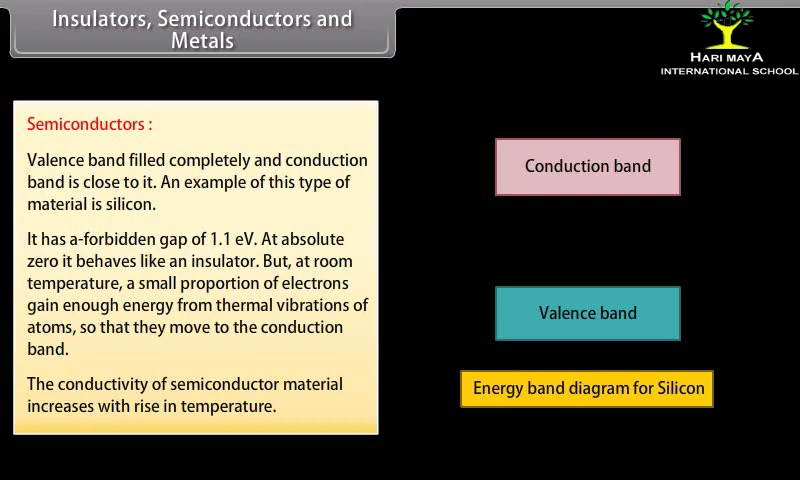 Insulators, Semiconductors and
Metals
HARI MAYA
INTERNATIONAL SCHOOL
Semiconductors :
Valence band filled completely and conduction
band is close to it. An example of this type of
material is silicon.
It has a-forbidden gap of 1.1 eV. At absolute
zero it behaves like an insulator. But, at room
temperature, a small proportion of electrons
gain enough energy from thermal vibrations of
atoms, so that they move to the conduction
band.
The conductivity of semiconductor material
increases with rise in temperature.
Conduction band
Valence band
Energy band diagram for Silicon